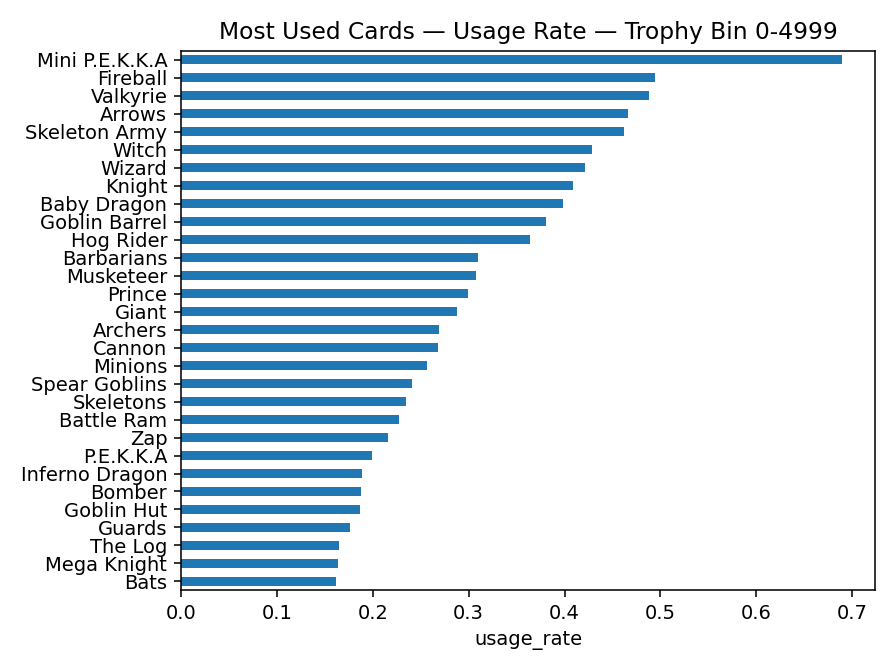 Most Used Cards — Usage Rate — Trophy Bin 0-4999
Mini P.E.K.K.A
Fireball
Valkyrie
Arrows
Skeleton Army
Witch
Wizard
Knight
Baby Dragon
Goblin Barrel
Hog Rider
Barbarians
Musketeer
Prince
Giant
Archers
Cannon
Minions
Spear Goblins
Skeletons
Battle Ram
Zap
P.E.K.K.A
Inferno Dragon
Bomber
Goblin Hut
Guards
The Log
Mega Knight
Bats
0.0 0.1 0.2 0.3 0.4 0.5 0.6 0.7
usage_rate